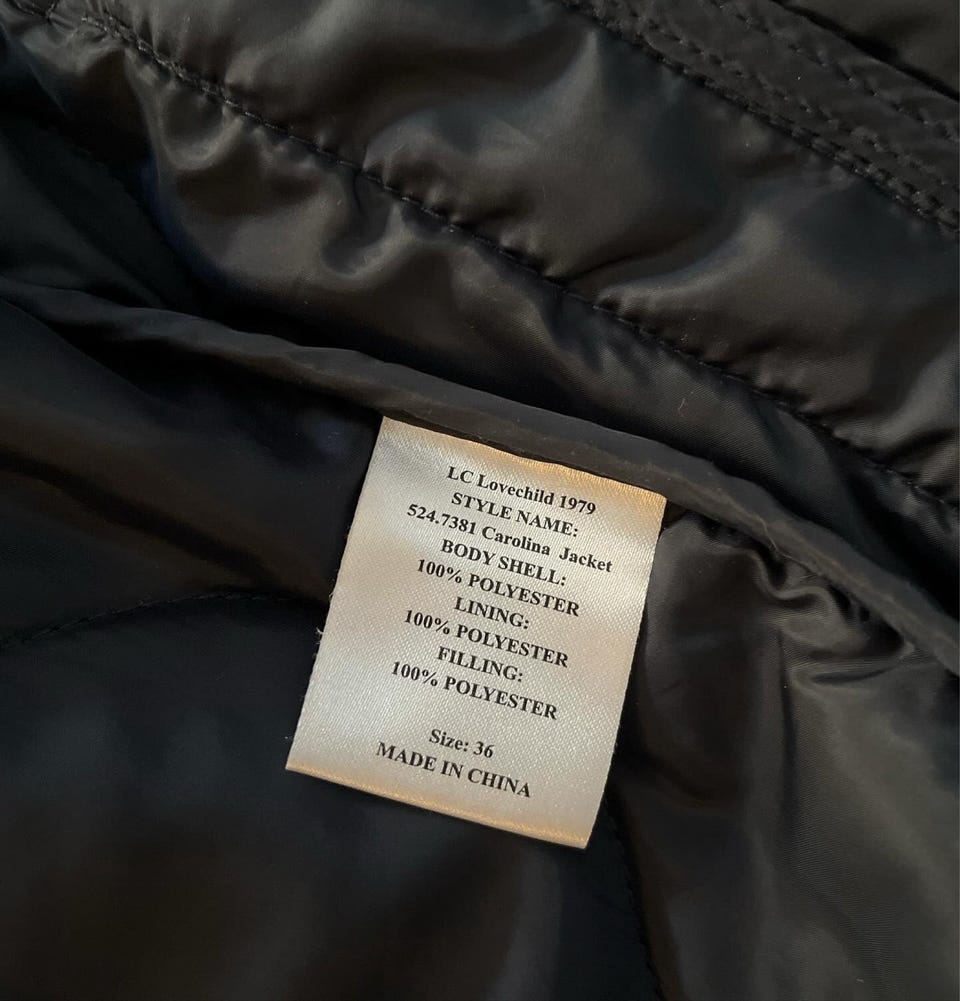 LC Lovechild 1979
STYLE NAME:
524.7381 Carolina Jacket
BODY SHELL:
100% POLYESTER
LINING:
100% POLYESTER
FILLING:
100% POLYESTER
Size: 36
MADE IN CHINA